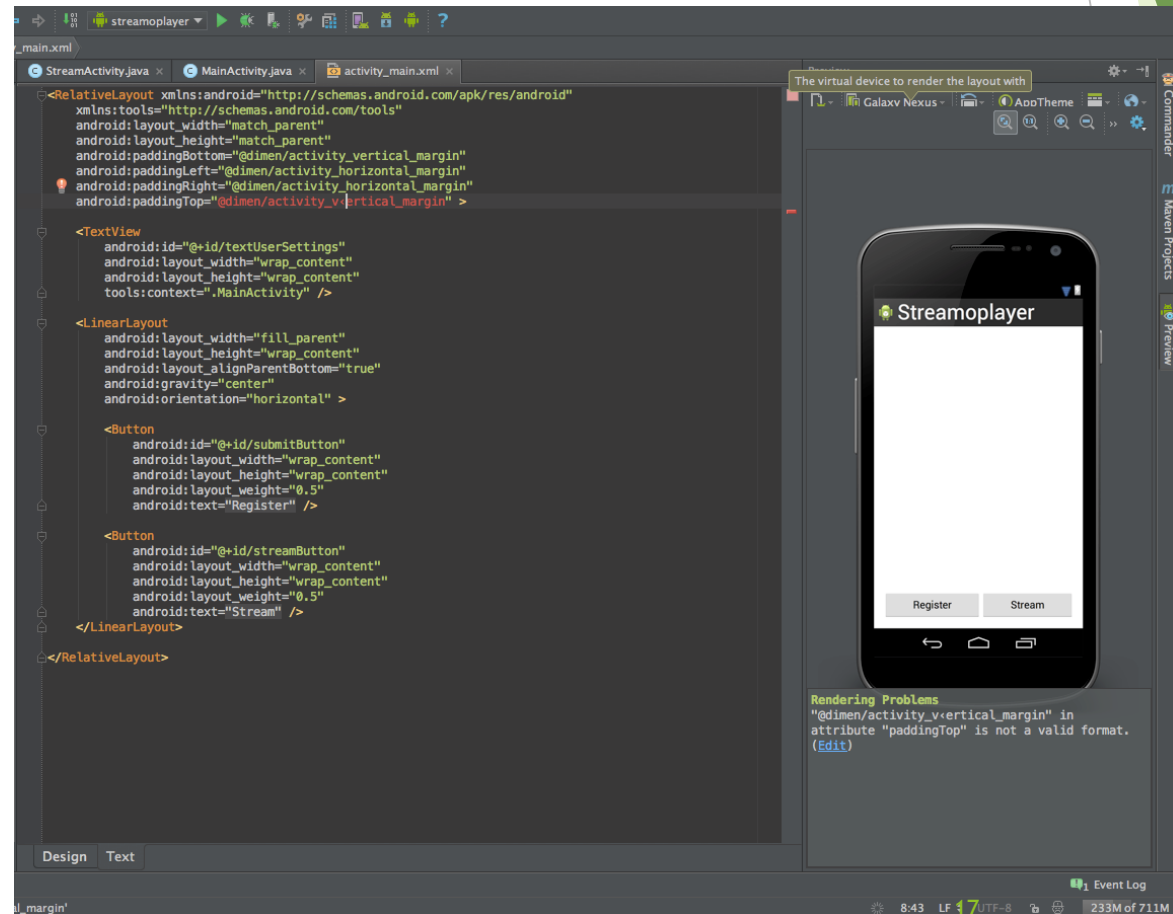 streamoplayer
?
_main.xml
StreamActivity.java ×
MainActivity.java ×
activity_main.xml ×
The virtual device to render the layout with
Galaxy Nexus
AppTheme
1:1
»
<RelativeLayout xmlns:android="http://schemas.android.com/apk/res/android"
xmlns:tools="http://schemas.android.com/tools"
android:layout_width="match_parent"
android:layout_height="match_parent"
android:paddingBottom="@dimen/activity_vertical_margin"
android:paddingLeft="@dimen/activity_horizontal_margin"
android:paddingRight="@dimen/activity_horizontal_margin"
android:paddingTop="@dimen/activity_v‹ertical_margin" >
<TextView
android:id="@+id/textUserSettings"
android:layout_width="wrap_content"
android:layout_height="wrap_content"
tools:context=".MainActivity" />
<LinearLayout
android:layout_width="fill_parent"
android:layout_height="wrap_content"
android:layout_alignParentBottom="true"
android:gravity="center"
android:orientation="horizontal" >
<Button
android:id="@+id/submitButton"
android:layout_width="wrap_content"
android:layout_height="wrap_content"
android:layout_weight="0.5"
android:text="Register" />
<Button
android:id="@+id/streamButton"
android:layout_width="wrap_content"
android:layout_height="wrap_content"
android:layout_weight="0.5"
android:text="Stream" />
</LinearLayout>
</RelativeLayout>
Streamoplayer
Register
Stream
Rendering Problems
"@dimen/activity_v‹ertical_margin" in
attribute "paddingTop" is not a valid format.
(Edit)
Commander
m Maven Projects
Preview
Design
Text
1 Event Log
al_margin'
8:43
LF
17
UTF-8
233M of 711M